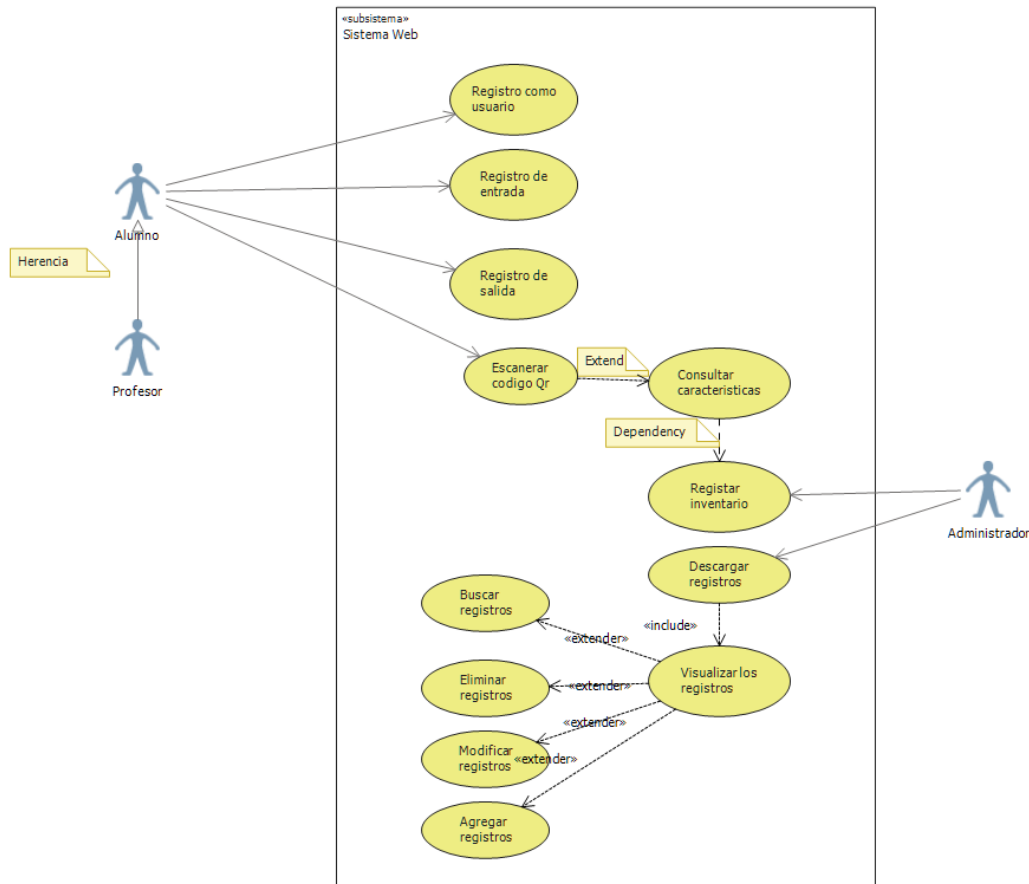 «subsistema»
Sistema Web
Registro como
usuario
Registro de
entrada
Alumno
Herencia
Registro de
salida
Profesor
Escanerar
codigo Qr
Extend
Consultar
caracteristicas
Dependency
Registar
inventario
Administrador
Descargar
registros
Buscar
registros
«include»
«extender»
Visualizar los
registros
Eliminar
registros
«extender»
«extender»
Modificar
registros
«extender»
Agregar
registros